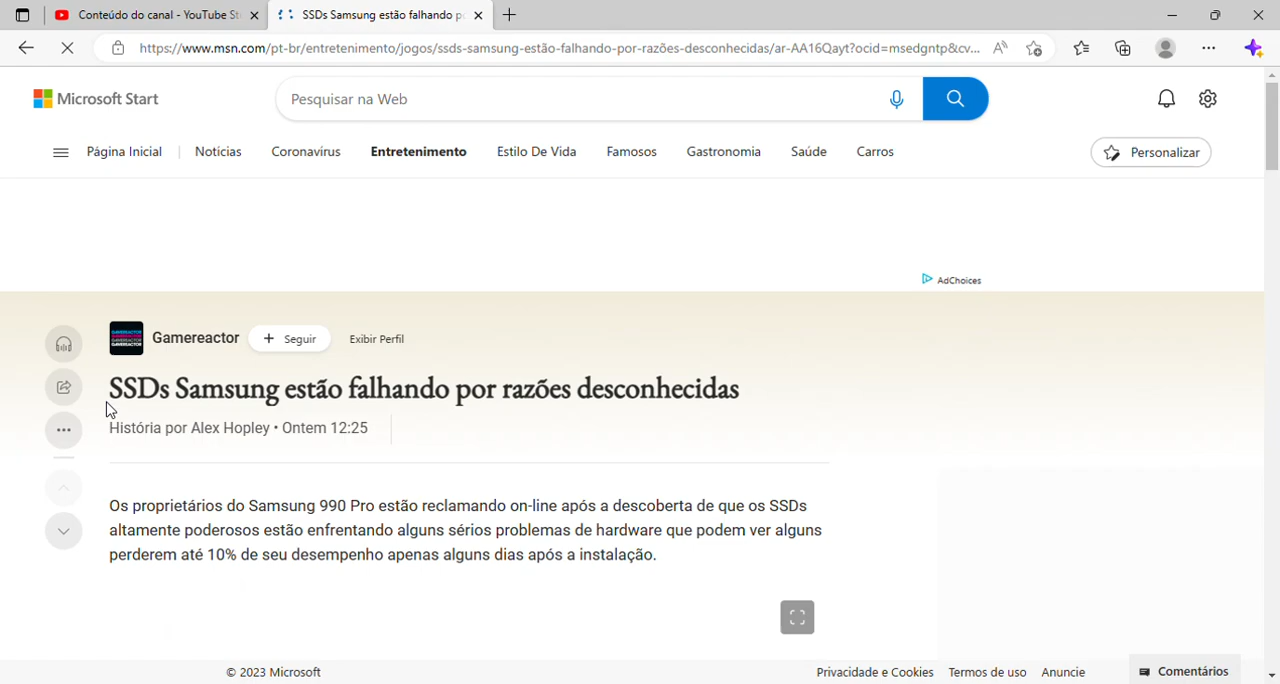 Conteúdo do canal - YouTube St
SSDs Samsung estão falhando po
https://www.msn.com/pt-br/entretenimento/jogos/ssds-samsung-estão-falhando-por-razões-desconhecidas/ar-AA16Qayt?ocid=msedgntp&cv...
Microsoft Start
Pesquisar na Web
Página Inicial
Notícias
Coronavírus
Entretenimento
Estilo De Vida
Famosos
Gastronomia
Saúde
Carros
Personalizar
AdChoices
GAMEREACTOR
GAMEREACTOR
GAMEREACTOR
Gamereactor
+ Seguir
Exibir Perfil
SSDs Samsung estão falhando por razões desconhecidas
História por Alex Hopley • Ontem 12:25
Os proprietários do Samsung 990 Pro estão reclamando on-line após a descoberta de que os SSDs
altamente poderosos estão enfrentando alguns sérios problemas de hardware que podem ver alguns
perderem até 10% de seu desempenho apenas alguns dias após a instalação.
© 2023 Microsoft
Privacidade e Cookies
Termos de uso
Anuncie
Comentários